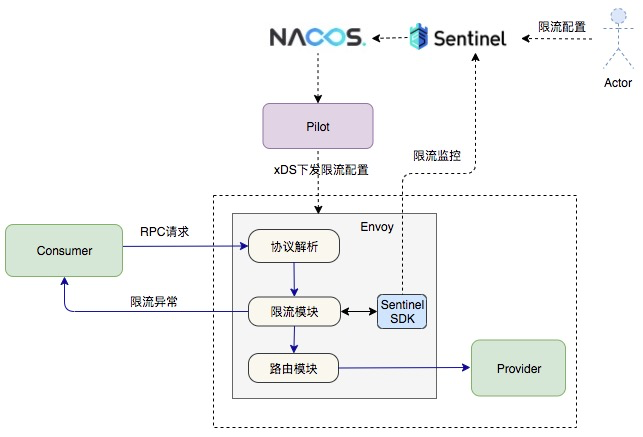 NACOS.
Sentinel
限流配置
Actor
Pilot
限流监控
xDS下发限流配置
Envoy
RPC请求
协议解析
Consumer
限流异常
限流模块
Sentinel
SDK
路由模块
Provider